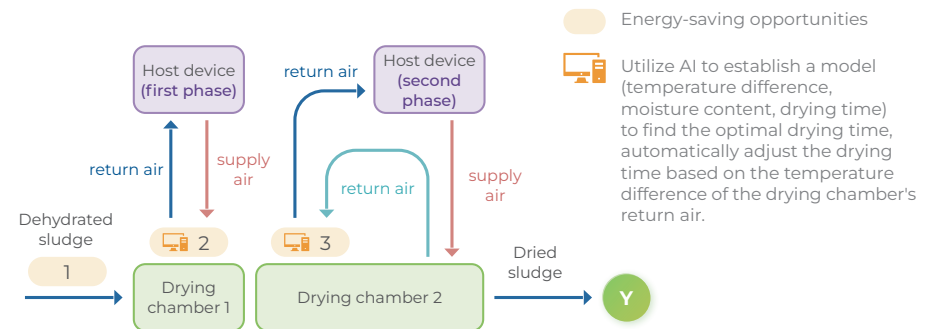 Energy-saving opportunities
Utilize AI to establish a model
(temperature difference,
moisture content, drying time)
to find the optimal drying time,
automatically adjust the drying
time based on the temperature
difference of the drying chamber's
return air.
Host device
(first phase)
return air
Host device
(second
phase)
return air
supply
air
return air
supply
air
Dehydrated
sludge
1
2
3
Drying
chamber 1
Drying chamber 2
Dried
sludge
Y